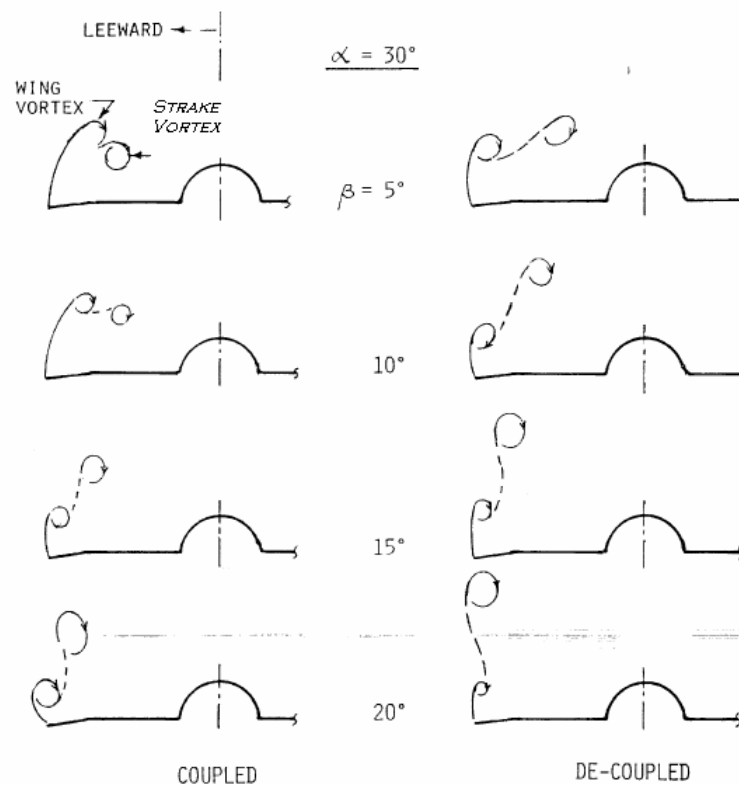 LEEWARD
α = 30°
WING
VORTEX
STRAKE
VORTEX
β = 5°
10°
15°
20°
COUPLED
DE-COUPLED